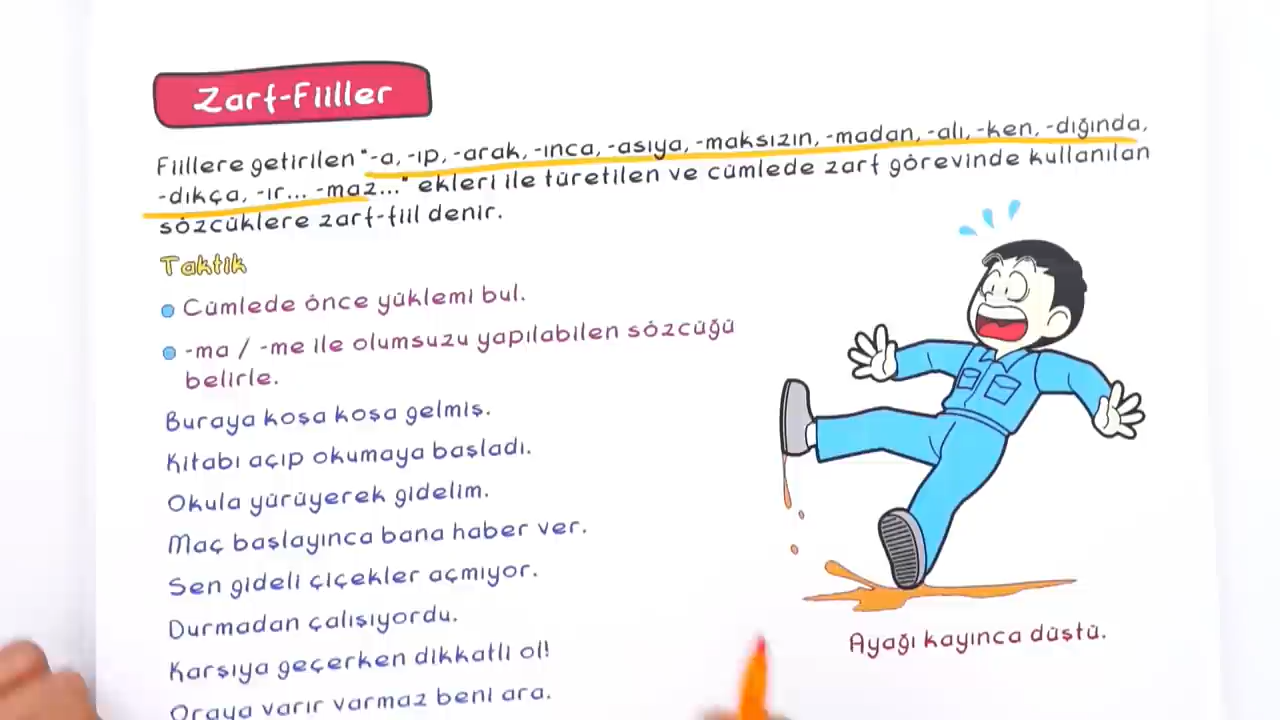 Zarf-Fiiller
Fiillere getirilen "-a, -ıp, -arak, -ınca, -asıya, -maksızın, -madan, -alı, -ken, -dığında,
-dıkça, -ır... -maz..." ekleri ile türetilen ve cümlede zarf görevinde kullanılan
sözcüklere zarf-fiil denir.
Taktik
Cümlede önce yüklemi bul.
-ma / -me ile olumsuzu yapılabilen sözcüğü
belirle.
Buraya koşa koşa gelmiş.
Kitabı açıp okumaya başladı.
Okula yürüyerek gidelim.
Maç başlayınca bana haber ver.
Sen gideli çiçekler açmıyor.
Durmadan çalışıyordu.
Karşıya geçerken dikkatli ol!
Oraya varır varmaz beni ara.
Ayağı kayınca düştü.